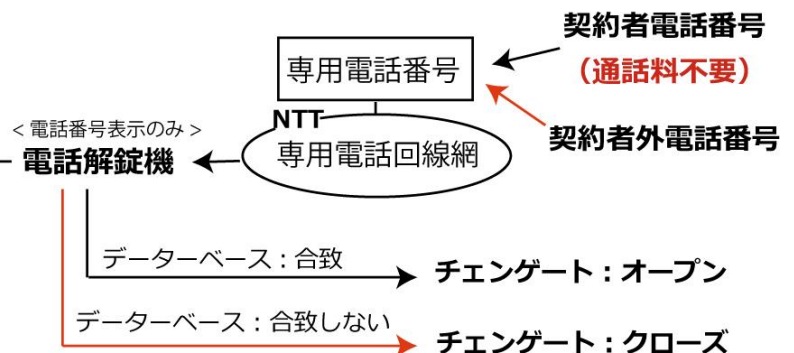 契約者電話番号
（通話料不要）
専用電話番号
契約者外電話番号
NTT
専用電話回線網
＜電話番号表示のみ＞
電話解錠機
データーベース：合致
チェンゲート：オープン
データーベース：合致しない
チェンゲート：クローズ